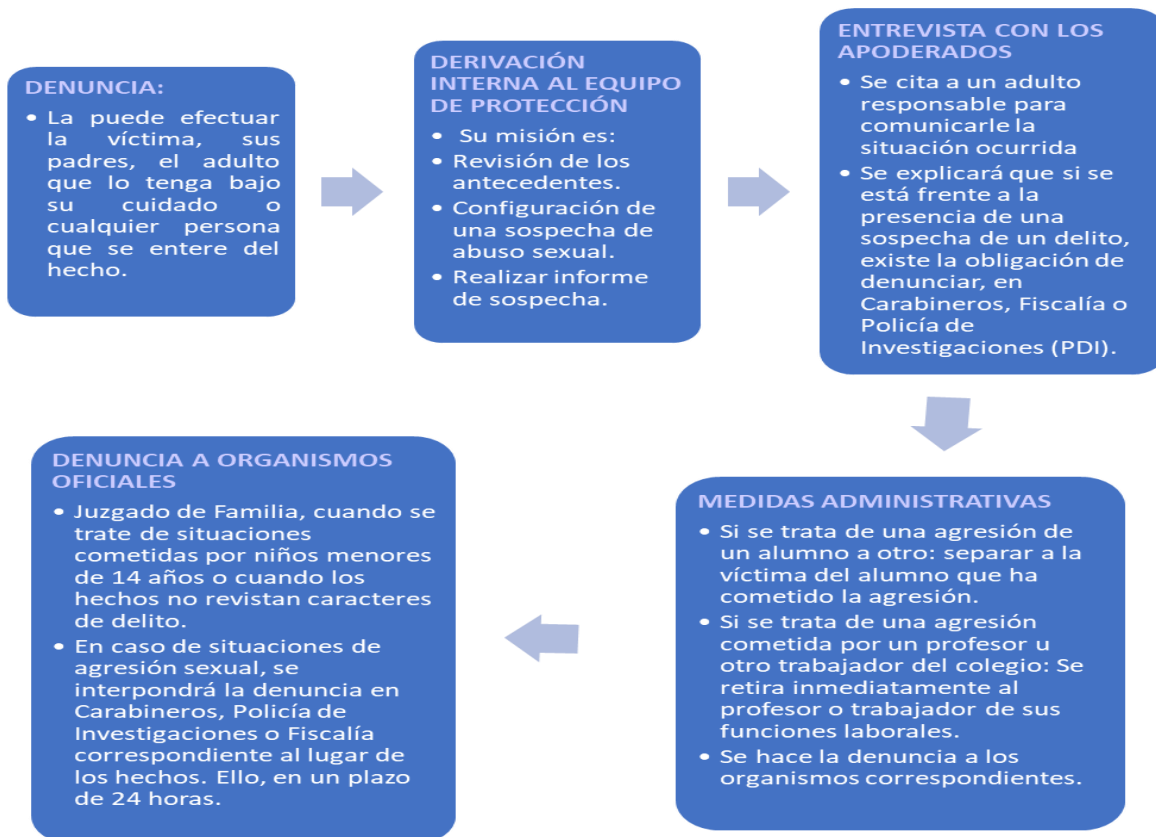 DENUNCIA:
• La puede efectuar
la víctima, sus
padres, el adulto
que lo tenga bajo
su cuidado o
cualquier persona
que se entere del
hecho.
DERIVACIÓN
INTERNA AL EQUIPO
DE PROTECCIÓN
• Su misión es:
• Revisión de los
antecedentes.
• Configuración de
una sospecha de
abuso sexual.
• Realizar informe
de sospecha.
ENTREVISTA CON LOS
APODERADOS
• Se cita a un adulto
responsable para
comunicarle la
situación ocurrida
• Se explicará que si se
está frente a la
presencia de una
sospecha de un delito,
existe la obligación de
denunciar, en
Carabineros, Fiscalía o
Policía de
Investigaciones (PDI).
MEDIDAS ADMINISTRATIVAS
• Si se trata de una agresión de
un alumno a otro: separar a la
víctima del alumno que ha
cometido la agresión.
• Si se trata de una agresión
cometida por un profesor u
otro trabajador del colegio: Se
retira inmediatamente al
profesor o trabajador de sus
funciones laborales.
• Se hace la denuncia a los
organismos correspondientes.
DENUNCIA A ORGANISMOS
OFICIALES
• Juzgado de Familia, cuando se
trate de situaciones
cometidas por niños menores
de 14 años o cuando los
hechos no revistan caracteres
de delito.
• En caso de situaciones de
agresión sexual, se
interpondrá la denuncia en
Carabineros, Policía de
Investigaciones o Fiscalía
correspondiente al lugar de
los hechos. Ello, en un plazo
de 24 horas.